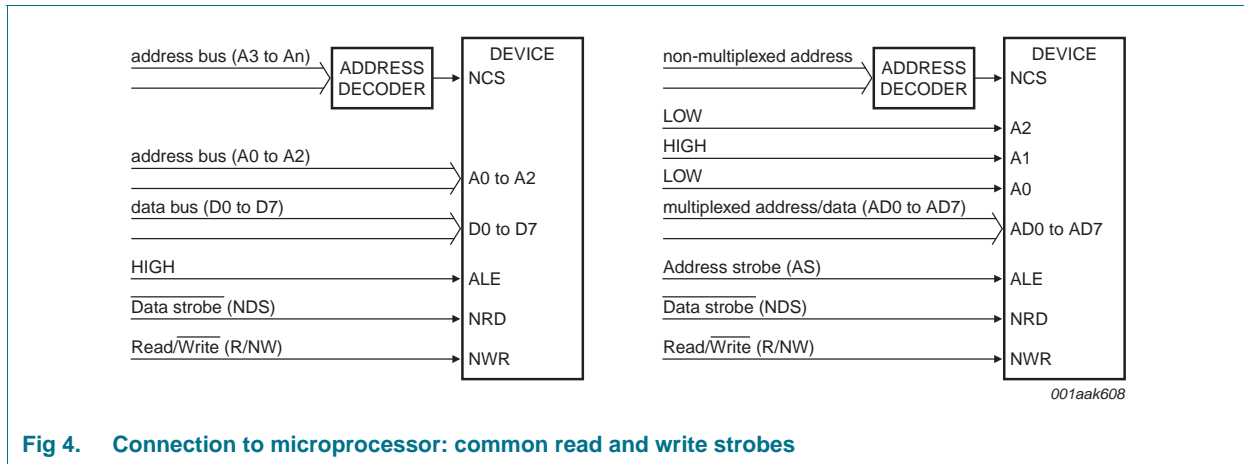 address bus (A3 to An)
ADDRESS
DECODER
DEVICE
NCS
address bus (A0 to A2)
A0 to A2
data bus (D0 to D7)
D0 to D7
HIGH
ALE
Data strobe (NDS)
NRD
Read/Write (R/NW)
NWR
non-multiplexed address
ADDRESS
DECODER
DEVICE
NCS
LOW
A2
HIGH
A1
LOW
A0
multiplexed address/data (AD0 to AD7)
AD0 to AD7
Address strobe (AS)
ALE
Data strobe (NDS)
NRD
Read/Write (R/NW)
NWR
001aak608
Fig 4. Connection to microprocessor: common read and write strobes